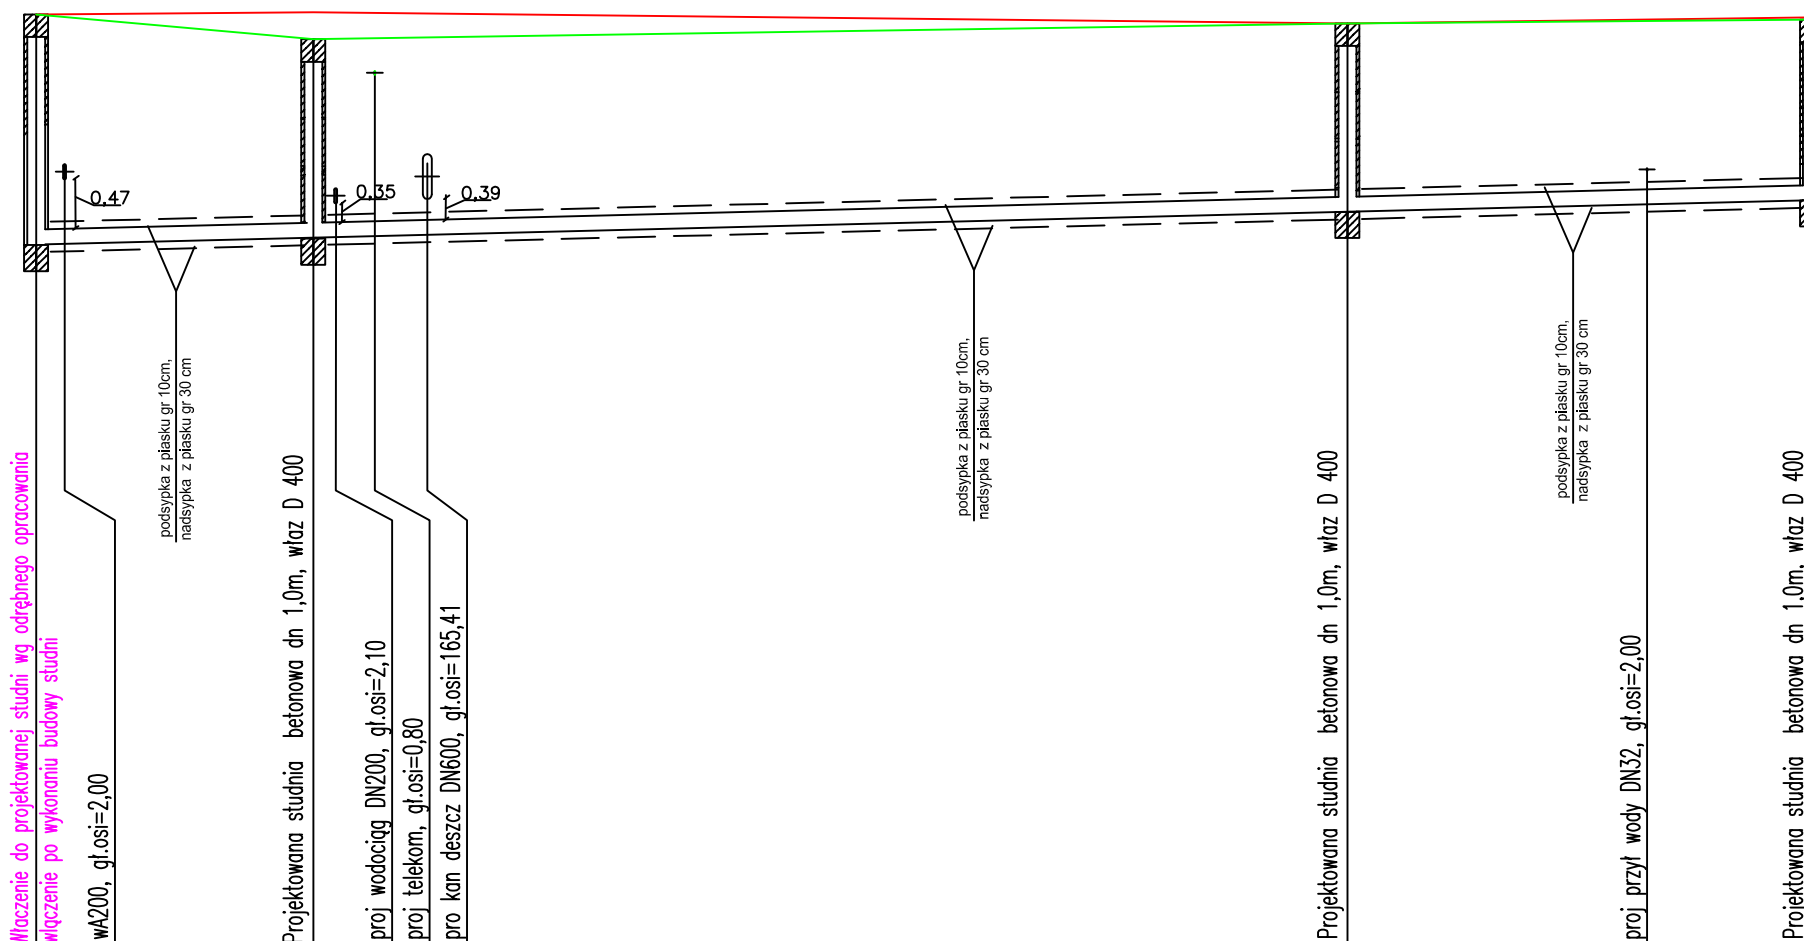 0,47
0,35
0,39
podsypka z piasku gr 10cm,
nadsypka z piasku gr 30 cm
podsypka z piasku gr 10cm,
nadsypka z piasku gr 30 cm
podsypka z piasku gr 10cm,
nadsypka z piasku gr 30 cm
Właczenie do projektowanej studni wg odrębnego opracowania
włączenie po wykonaniu budowy studni
wA200, gł.osi=2,00
Projektowana studnia betonowa dn 1,0m, właz D 400
proj wodociąg DN200, gł.osi=2,10
proj telekom, gł.osi=0,80
pro kan deszcz DN600, gł.osi=165,41
Projektowana studnia betonowa dn 1,0m, właz D 400
proj przył wody DN32, gł.osi=2,00
Projektowana studnia betonowa dn 1,0m, właz D 400